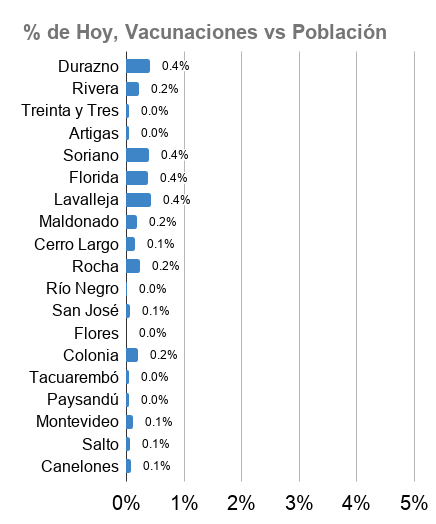 % de Hoy, Vacunaciones vs Población
Durazno 0.4%
Rivera 0.2%
Treinta y Tres 0.0%
Artigas 0.0%
Soriano 0.4%
Florida 0.4%
Lavalleja 0.4%
Maldonado 0.2%
Cerro Largo 0.1%
Rocha 0.2%
Río Negro 0.0%
San José 0.1%
Flores 0.0%
Colonia 0.2%
Tacuarembó 0.0%
Paysandú 0.0%
Montevideo 0.1%
Salto 0.1%
Canelones 0.1%
0% 1% 2% 3% 4% 5%